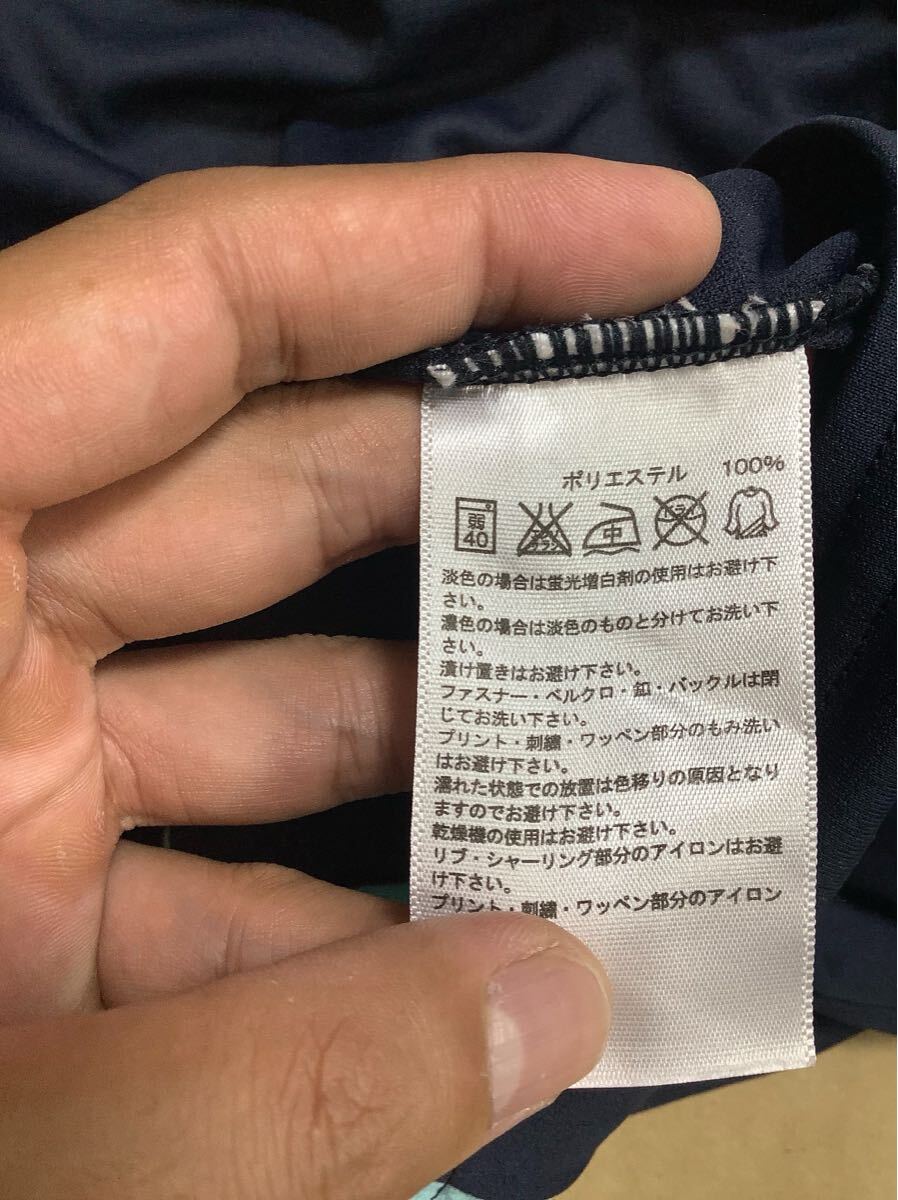 ポリエステル 100%
弱 40 エンソ サラシ 中 ドライ
淡色の場合は蛍光増白剤の使用はお避け下
さい。
濃色の場合は淡色のものと分けてお洗い下
さい。
漬け置きはお避け下さい。
ファスナー・ベルクロ・釦・バックルは閉
じてお洗い下さい。
プリント・刺繍・ワッペン部分のもみ洗い
はお避け下さい。
濡れた状態での放置は色移りの原因となり
ますのでお避け下さい。
乾燥機の使用はお避け下さい。
リブ・シャーリング部分のアイロンはお避
け下さい。
プリント・刺繍・ワッペン部分のアイロン